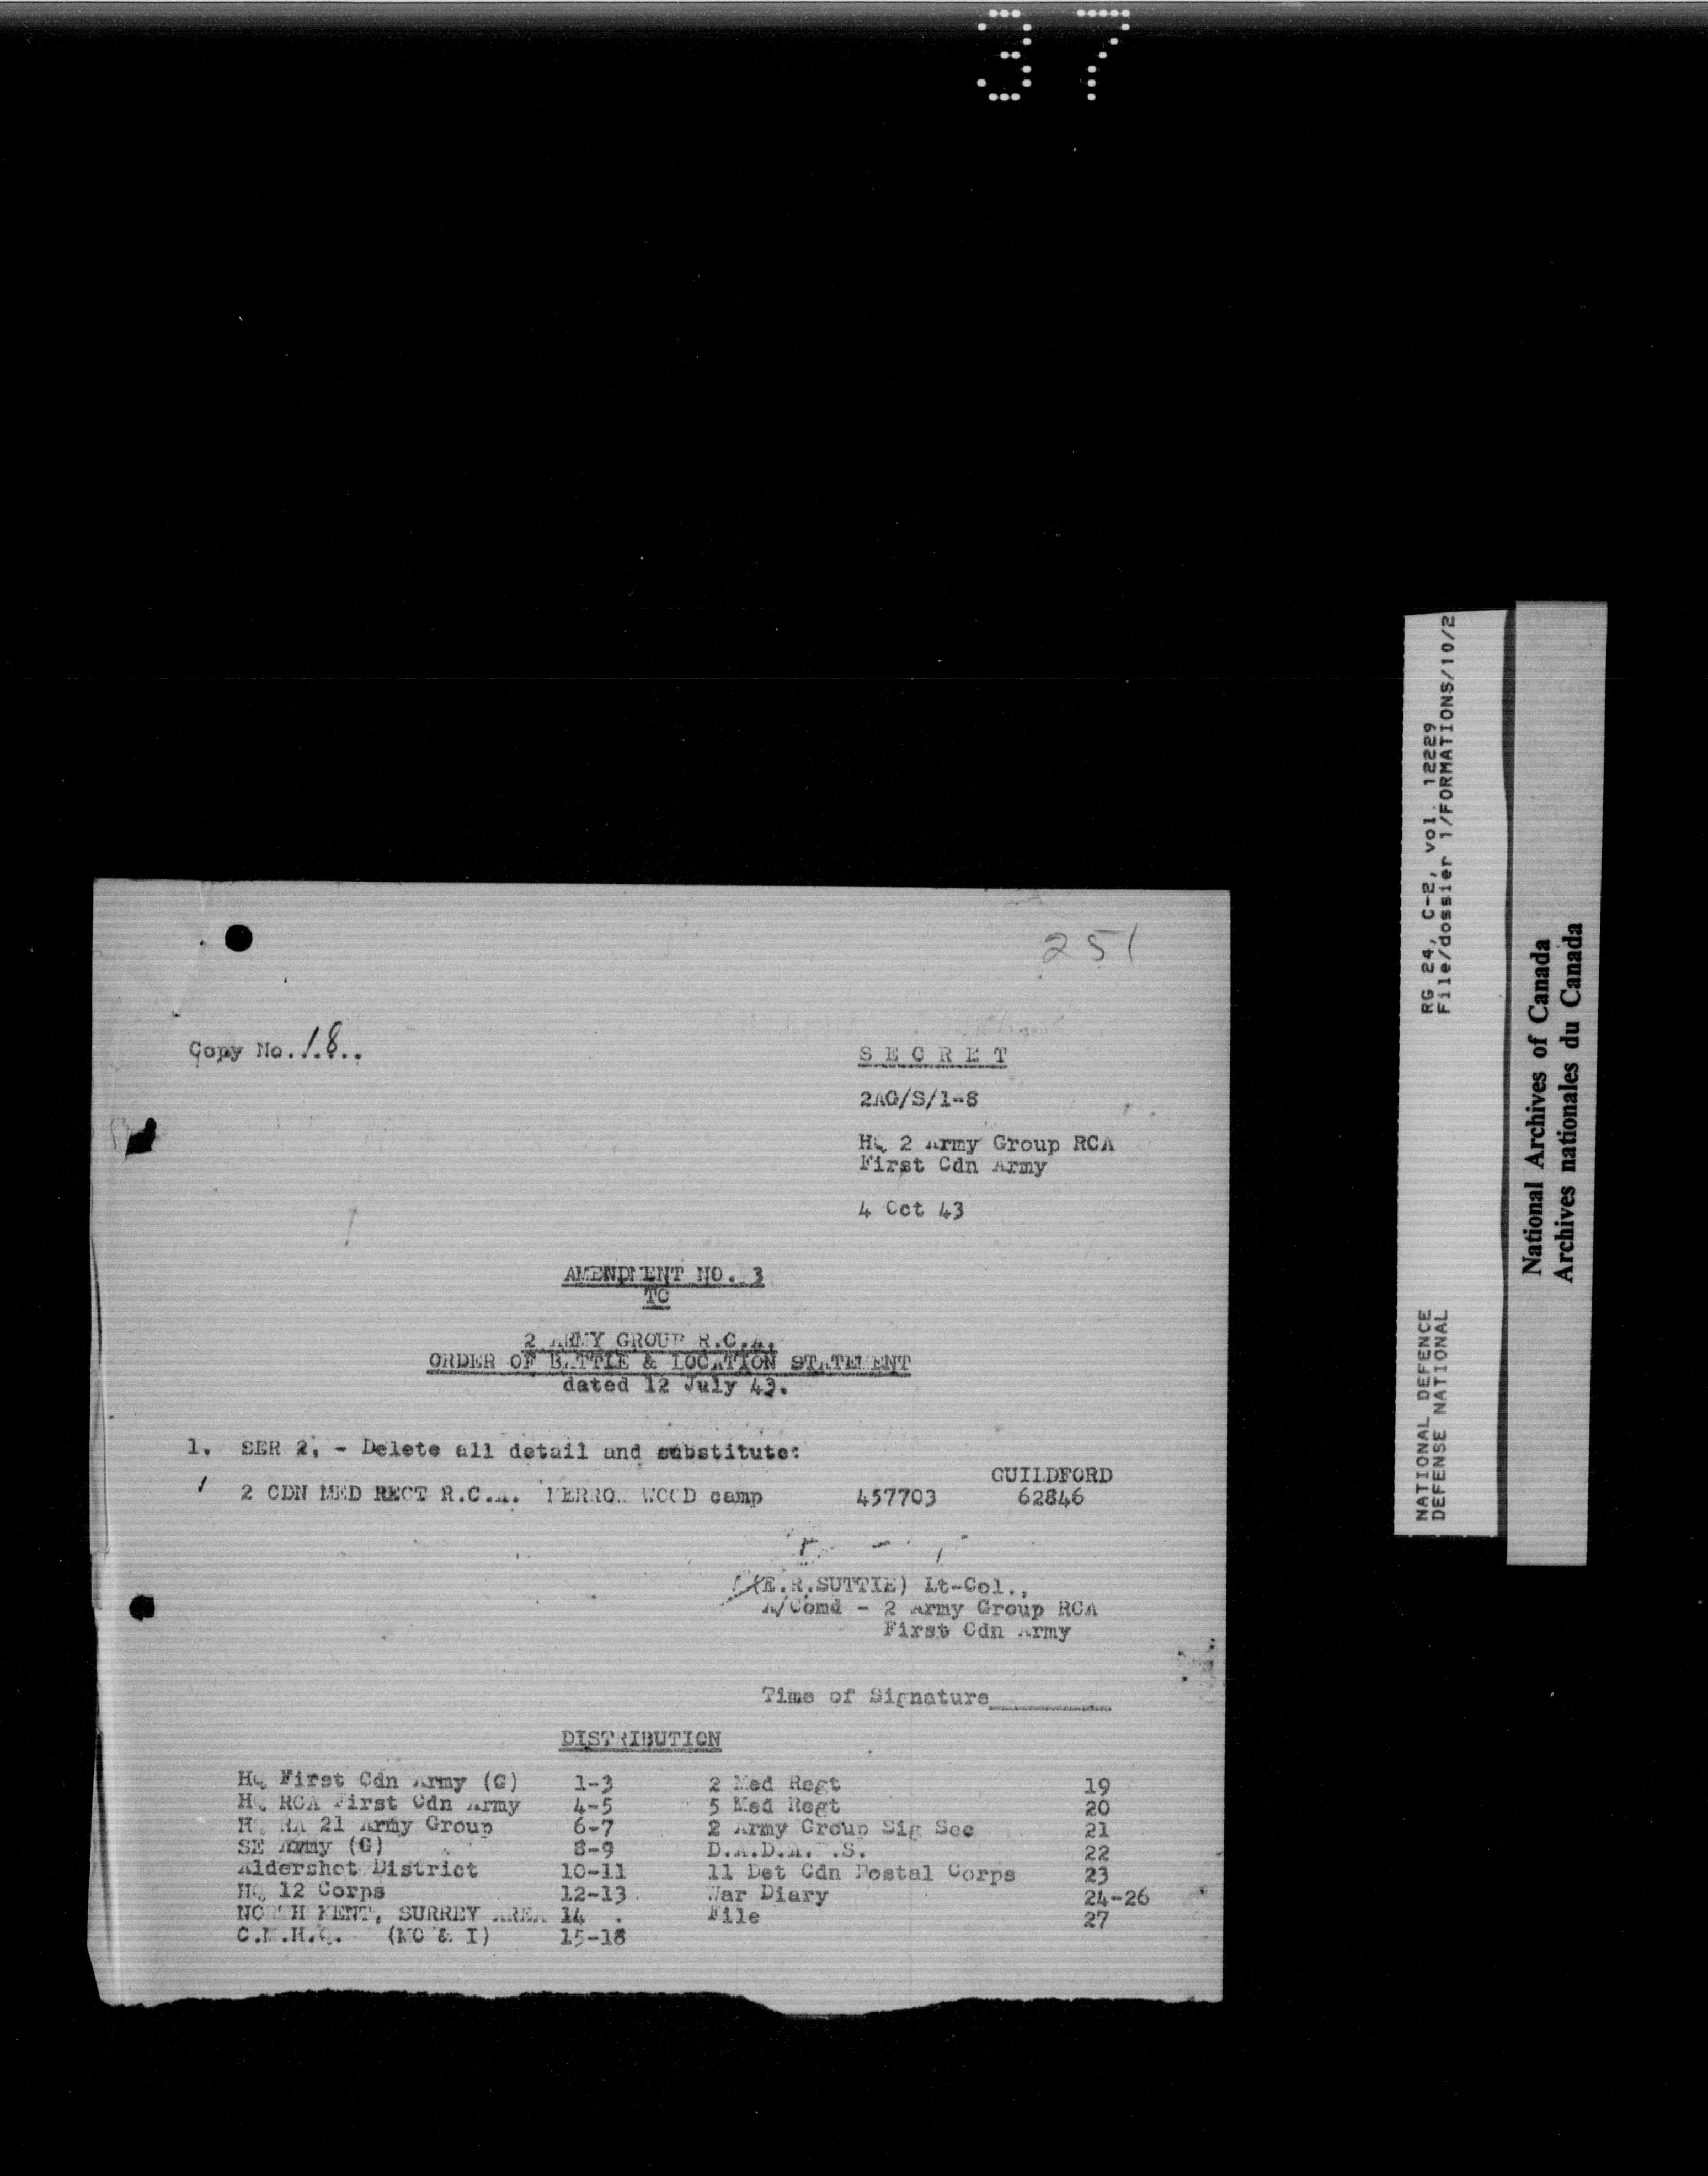 37
251
Copy No. 18
SECRET
2AG/S/1-8
HQ 2 Army Group RCA
First Cdn Army
4 Oct 43
AMENDMENT NO. 3
TO
2 ARMY GROUP R.C.A.
ORDER OF BATTLE & LOCATION STATEMENT
dated 12 July 43.
1. SER 2. - Delete all detail and substitute:
GUILDFORD
2 CDN MED REGT R.C.A. WOOD camp 457703 62846
(E.R.SUTTIE) Lt-Col.,
A/Comd - 2 Army Group RCA
First Cdn Army
Time of Signature
DISTRIBUTION
HQ First Cdn Army (G) 1-3 2 Med Regt 19
HQ RCA First Cdn Army 4-5 5 Med Regt 20
HQ RA 21 Army Group 6-7 2 Army Group Sig Sec 21
SE Army (G) 8-9 22
Aldershot District 10-11 11 Det Cdn Postal Corps 23
HQ 12 Corps 12-13 War Diary 24-26
NORTH KENT, SURREY AREA 14 File 27
C.M.H.Q. (MO & I) 15-18
NATIONAL DEFENCE RG 24, C-2, vol. 12229
DEFENSE NATIONAL File/dossier 1/FORMATIONS/10/2
National Archives of Canada
Archives nationales du Canada